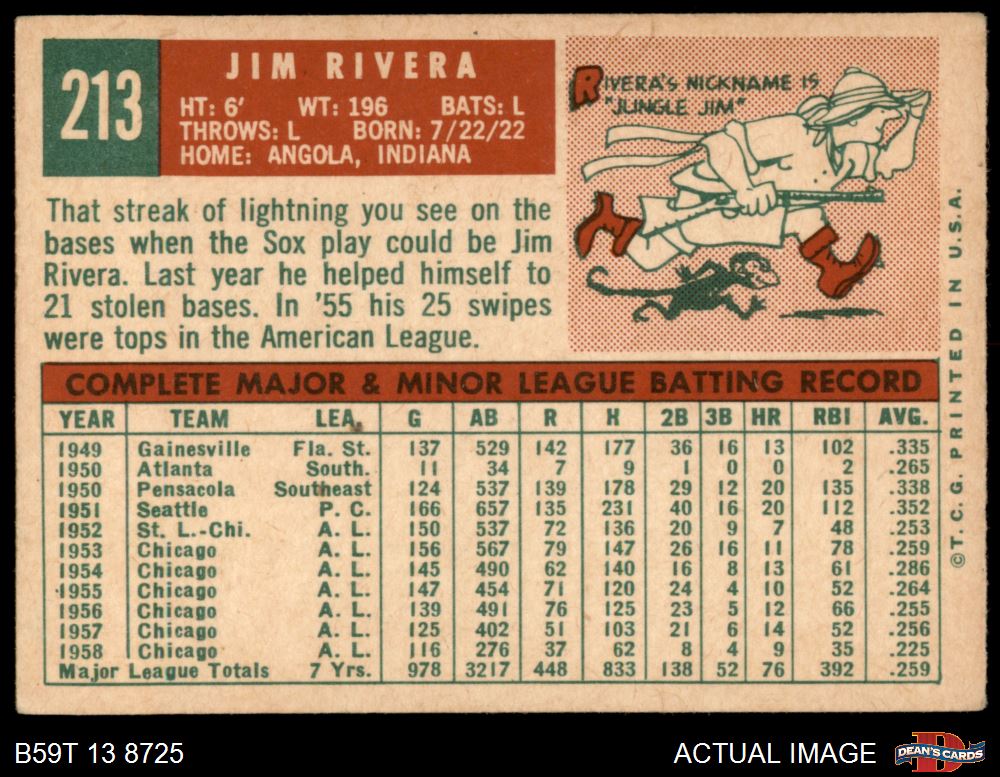 213
JIM RIVERA
HT: 6' WT: 196 BATS: L
THROWS: L BORN: 7/22/22
HOME: ANGOLA, INDIANA
RIVERA'S NICKNAME IS
"JUNGLE JIM"
That streak of lightning you see on the
bases when the Sox play could be Jim
Rivera. Last year he helped himself to
21 stolen bases. In '55 his 25 swipes
were tops in the American League.
COMPLETE MAJOR & MINOR LEAGUE BATTING RECORD
YEAR TEAM LEA. G AB R H 2B 3B HR RBI AVG.
1949 Gainesville Fla. St. 137 529 142 177 36 16 13 102 .335
1950 Atlanta South. 11 34 7 9 1 0 0 2 .265
1950 Pensacola Southeast 124 537 139 178 29 12 20 135 .338
1951 Seattle P. C. 166 657 135 231 40 16 20 112 .352
1952 St. L.-Chi. A. L. 150 537 72 136 20 9 7 48 .253
1953 Chicago A. L. 156 567 79 147 26 16 11 78 .259
1954 Chicago A. L. 145 490 62 140 16 8 13 61 .286
1955 Chicago A. L. 147 454 71 120 24 4 10 52 .264
1956 Chicago A. L. 139 491 76 125 23 5 12 66 .255
1957 Chicago A. L. 125 402 51 103 21 6 14 52 .256
1958 Chicago A. L. 116 276 37 62 8 4 9 35 .225
Major League Totals 7 Yrs. 978 3217 448 833 138 52 76 392 .259
© T. C. G. PRINTED IN U.S.A.
B59T 13 8725
ACTUAL IMAGE
DEAN'S CARDS